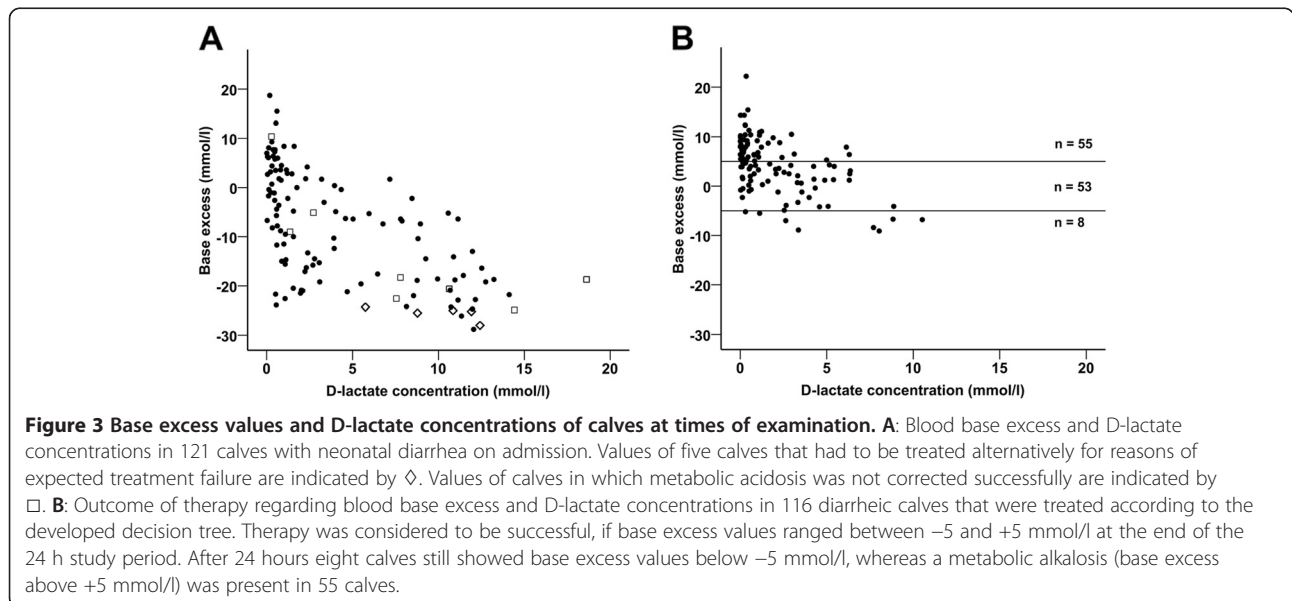 A
B
20
10
0
-10
-20
-30
Base excess (mmol/l)
0 5 10 15 20
D-lactate concentration (mmol/l)
20
10
0
-10
-20
-30
Base excess (mmol/l)
n = 55
n = 53
n = 8
0 5 10 15 20
D-lactate concentration (mmol/l)
Figure 3 Base excess values and D-lactate concentrations of calves at times of examination. A: Blood base excess and D-lactate
concentrations in 121 calves with neonatal diarrhea on admission. Values of five calves that had to be treated alternatively for reasons of
expected treatment failure are indicated by ◊. Values of calves in which metabolic acidosis was not corrected successfully are indicated by
□. B: Outcome of therapy regarding blood base excess and D-lactate concentrations in 116 diarrheic calves that were treated according to the
developed decision tree. Therapy was considered to be successful, if base excess values ranged between −5 and +5 mmol/l at the end of the
24 h study period. After 24 hours eight calves still showed base excess values below −5 mmol/l, whereas a metabolic alkalosis (base excess
above +5 mmol/l) was present in 55 calves.